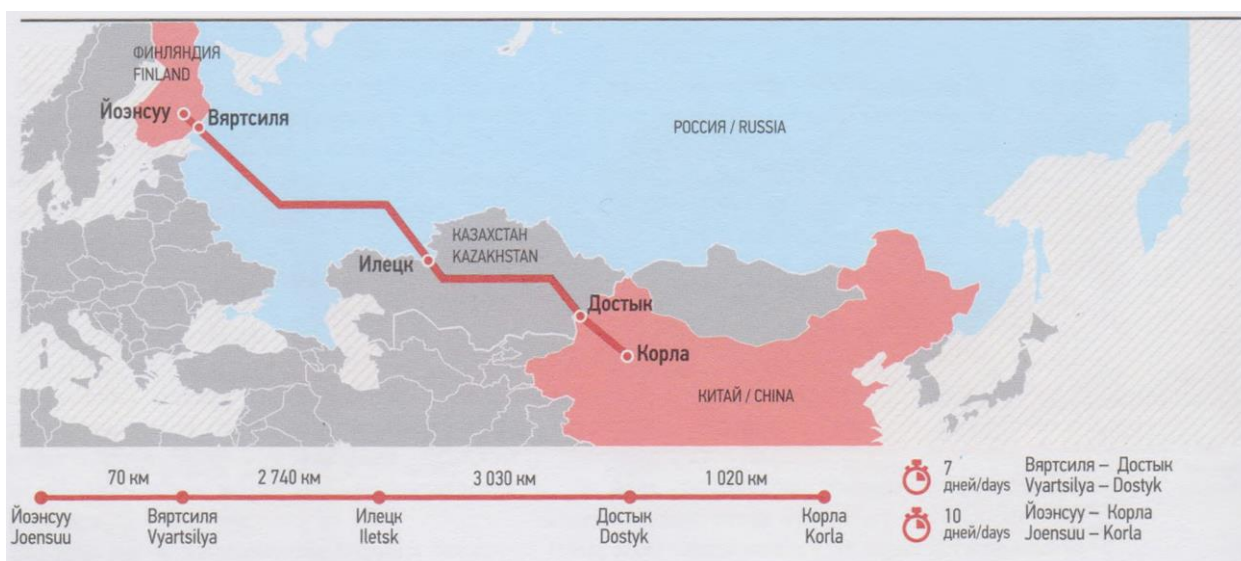 ФИНЛЯНДИЯ
FINLAND
Йоэнсуу
Вяртсиля
РОССИЯ / RUSSIA
КАЗАХСТАН
KAZAKHSTAN
Илецк
Достык
Корла
КИТАЙ / CHINA
70 км
2 740 км
3 030 км
1 020 км
Йоэнсуу
Joensuu
Вяртсиля
Vyartsilya
Илецк
Iletsk
Достык
Dostyk
Корла
Korla
7
дней/days
Вяртсиля – Достык
Vyartsilya – Dostyk
10
дней/days
Йоэнсуу – Корла
Joensuu – Korla